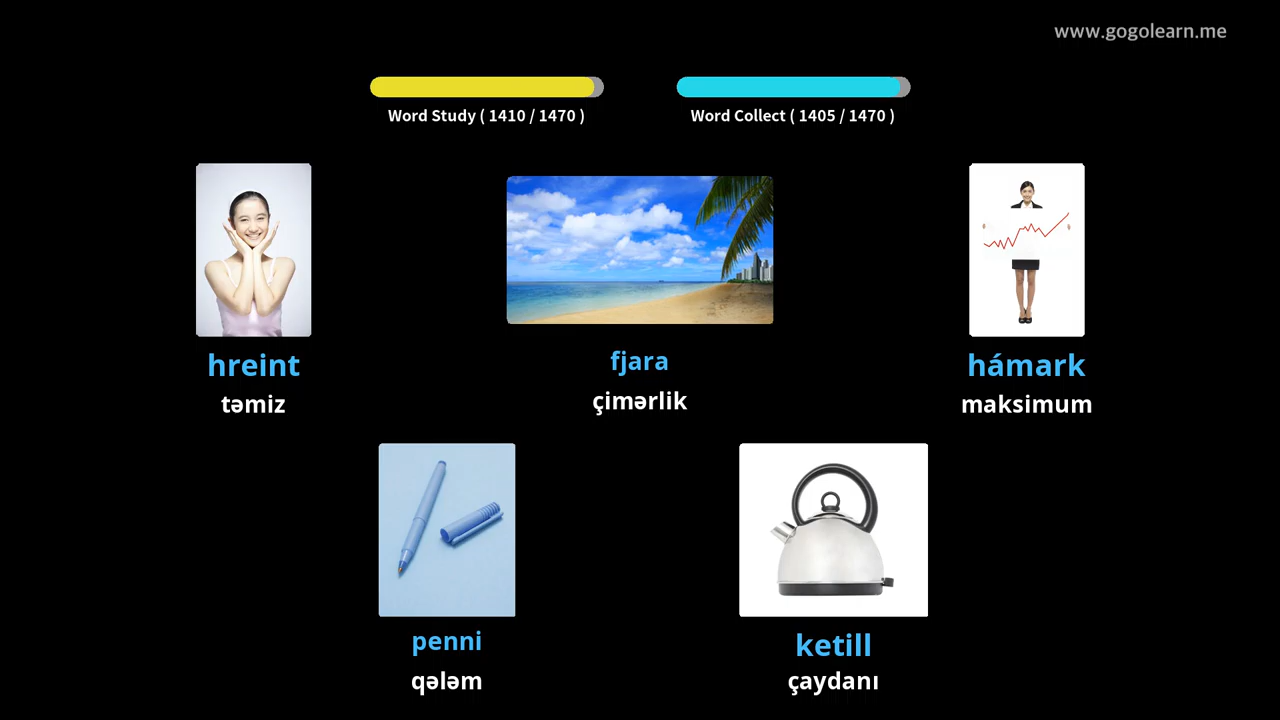 www.gogolearn.me
Word Study ( 1410 / 1470 )
Word Collect ( 1405 / 1470 )
hreint
təmiz
fjara
çimərlik
hámark
maksimum
penni
qələm
ketill
çaydanı